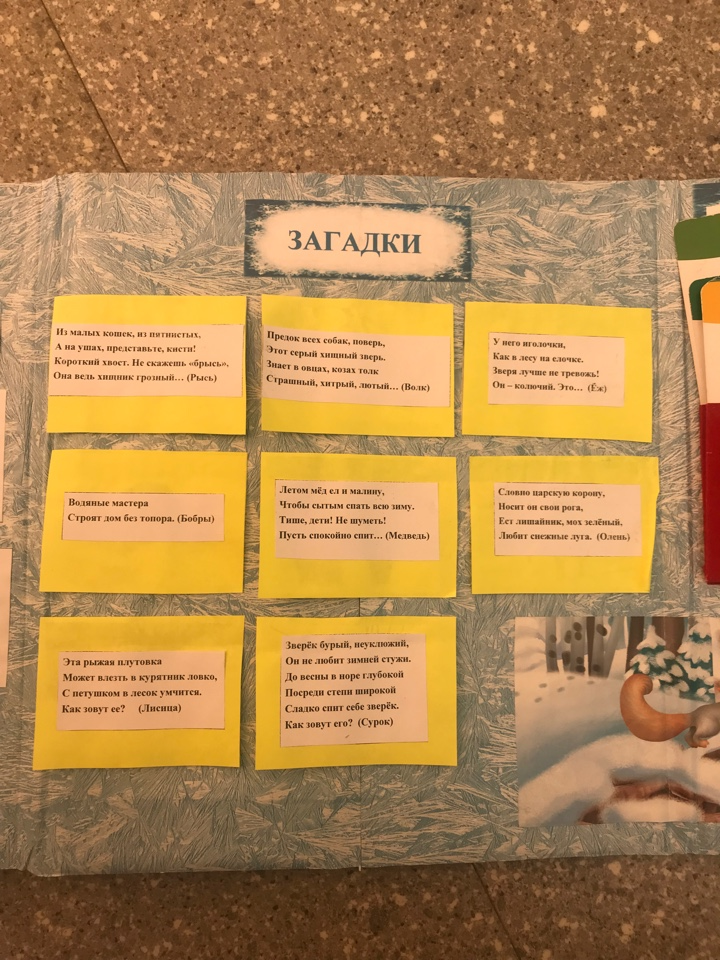 ЗАГАДКИ
Из малых кошек, из пятнистых,
А на ушах, представьте, кисти!
Короткий хвост. Не скажешь «брысь»,
Она ведь хищник грозный… (Рысь)
Предок всех собак, поверь,
Этот серый хищный зверь.
Знает в овцах, козах толк
Страшный, хитрый, лютый… (Волк)
У него иголочки,
Как в лесу на елочке.
Зверя лучше не тревожь!
Он – колючий. Это… (Ёж)
Водяные мастера
Строят дом без топора. (Бобры)
Летом мёд ел и малину,
Чтобы сытым спать всю зиму.
Тише, дети! Не шуметь!
Пусть спокойно спит… (Медведь)
Словно царскую корону,
Носит он свои рога,
Ест лишайник, мох зелёный.
Любит снежные луга. (Олень)
Эта рыжая плутовка
Может влезть в курятник ловко,
С петушком в лесок умчится.
Как зовут ее? (Лисица)
Зверёк бурый, неуклюжий,
Он не любит зимней стужи.
До весны в норе глубокой
Посреди степи широкой
Сладко спит себе зверёк.
Как зовут его? (Сурок)